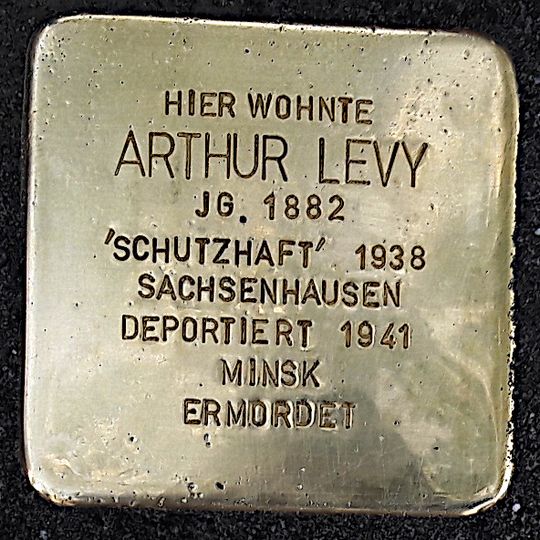 HIER WOHNTE
ARTHUR LEVY
JG. 1882
'SCHUTZHAFT' 1938
SACHSENHAUSEN
DEPORTIERT 1941
MINSK
ERMORDET